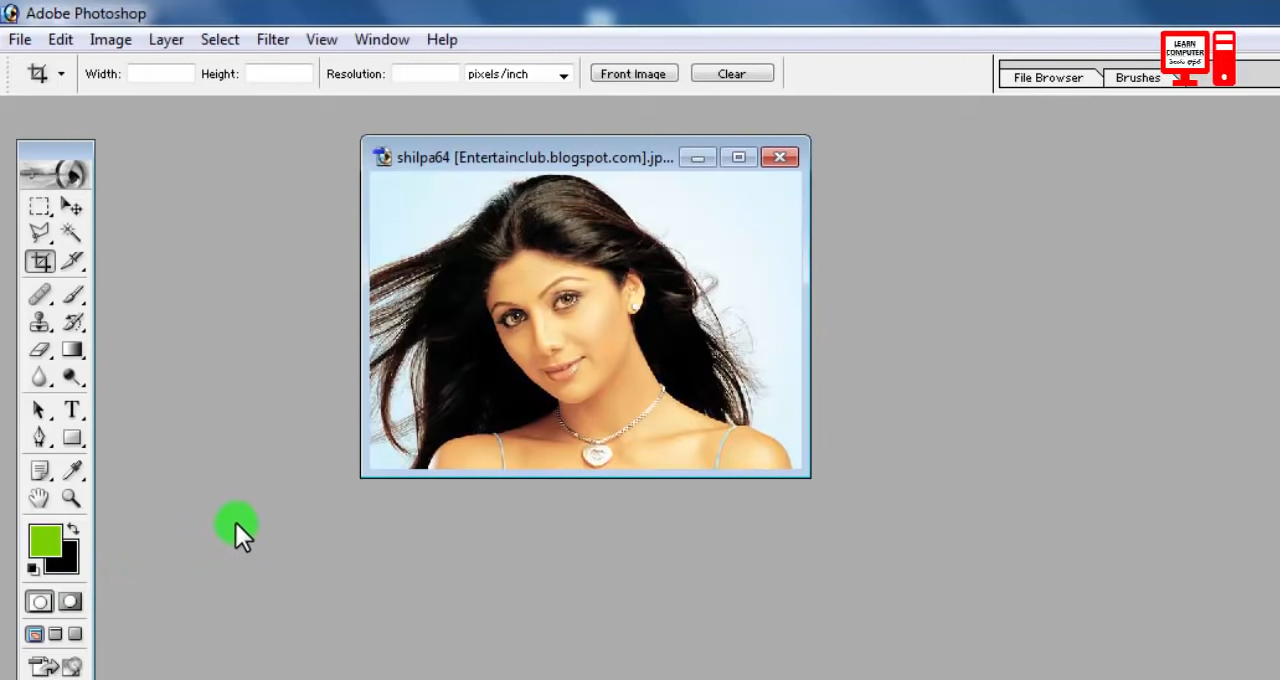 Adobe Photoshop
File Edit Image Layer Select Filter View Window Help
Width: Height: Resolution: pixels/inch Front Image Clear File Browser Brushes
LEARN
COMPUTER
shilpa64 [Entertainclub.blogspot.com].jp...
T